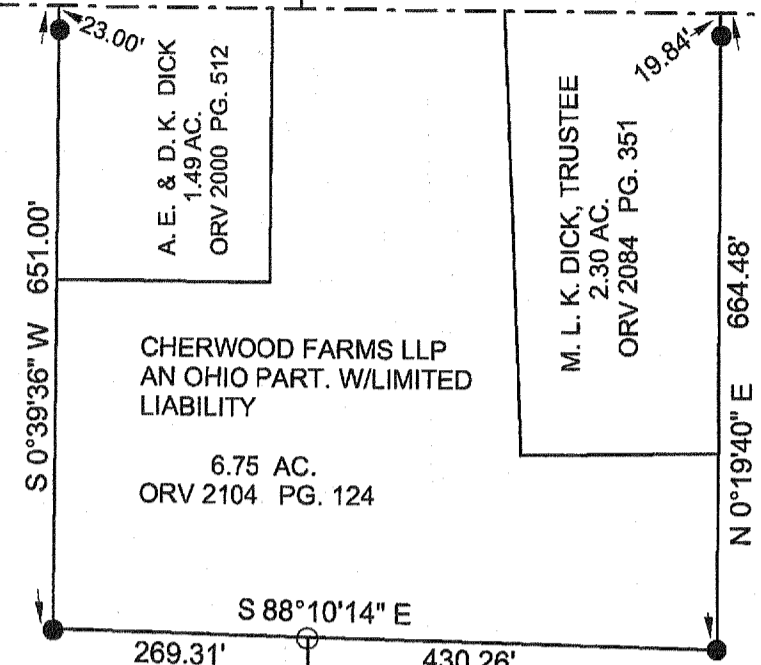 23.00'
A. E. & D. K. DICK
1.49 AC.
ORV 2000 PG. 512
19.84'
M. L. K. DICK, TRUSTEE
2.30 AC.
ORV 2084 PG. 351
S 0°39'36" W 651.00'
N 0°19'40" E 664.48'
CHERWOOD FARMS LLP
AN OHIO PART. W/LIMITED
LIABILITY
6.75 AC.
ORV 2104 PG. 124
S 88°10'14" E
269.31'
430.26'